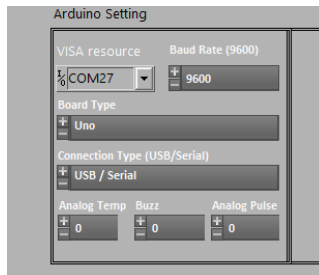 Arduino Setting
VISA resource Baud Rate (9600)
I/O COM27 9600
Board Type
Uno
Connection Type (USB/Serial)
USB / Serial
Analog Temp Buzz Analog Pulse
0 0 0